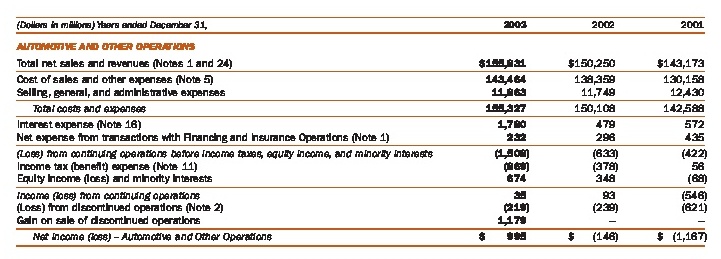 (Dollars in millions) Years ended December 31, 2003 2002 2001
AUTOMOTIVE AND OTHER OPERATIONS
Total net sales and revenues (Notes 1 and 24) $155,831 $150,250 $143,173
Cost of sales and other expenses (Note 5) 143,464 138,359 130,158
Selling, general, and administrative expenses 11,863 11,749 12,430
Total costs and expenses 155,327 150,108 142,588
Interest expense (Note 16) 1,780 479 572
Net expense from transactions with Financing and Insurance Operations (Note 1) 232 296 435
(Loss) from continuing operations before income taxes, equity income, and minority interests (1,508) (633) (422)
Income tax (benefit) expense (Note 11) (869) (378) 56
Equity income (loss) and minority interests 674 348 (68)
Income (loss) from continuing operations 35 93 (546)
(Loss) from discontinued operations (Note 2) (219) (239) (621)
Gain on sale of discontinued operations 1,179 – –
Net income (loss) – Automotive and Other Operations $ 995 $ (146) $ (1,167)